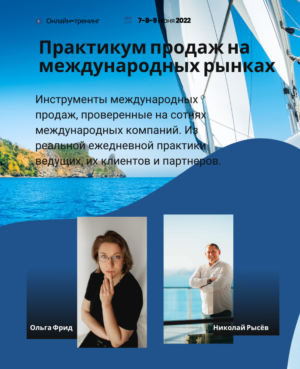 Онлайн-тренинг
7-8-9 июня 2022
Практикум продаж на
международных рынках
Инструменты международных
продаж, проверенные на сотнях
международных компаний. Из
реальной ежедневной практики
ведущих, их клиентов и партнеров.
Ольга Фрид
Николай Рысёв